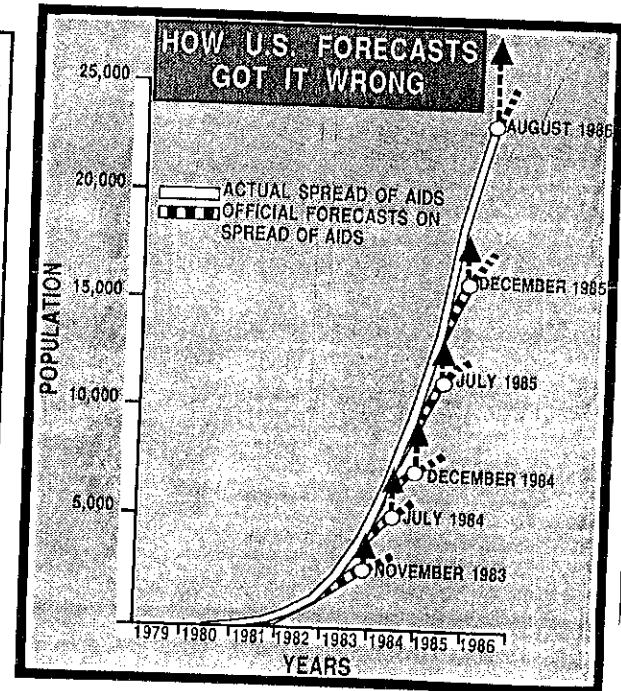 HOW U.S. FORECASTS
GOT IT WRONG
25,000
20,000
15,000
10,000
5,000
POPULATION
ACTUAL SPREAD OF AIDS
OFFICIAL FORECASTS ON
SPREAD OF AIDS
AUGUST 1986
DECEMBER 1985
JULY 1985
DECEMBER 1984
JULY 1984
NOVEMBER 1983
1979 1980 1981 1982 1983 1984 1985 1986
YEARS